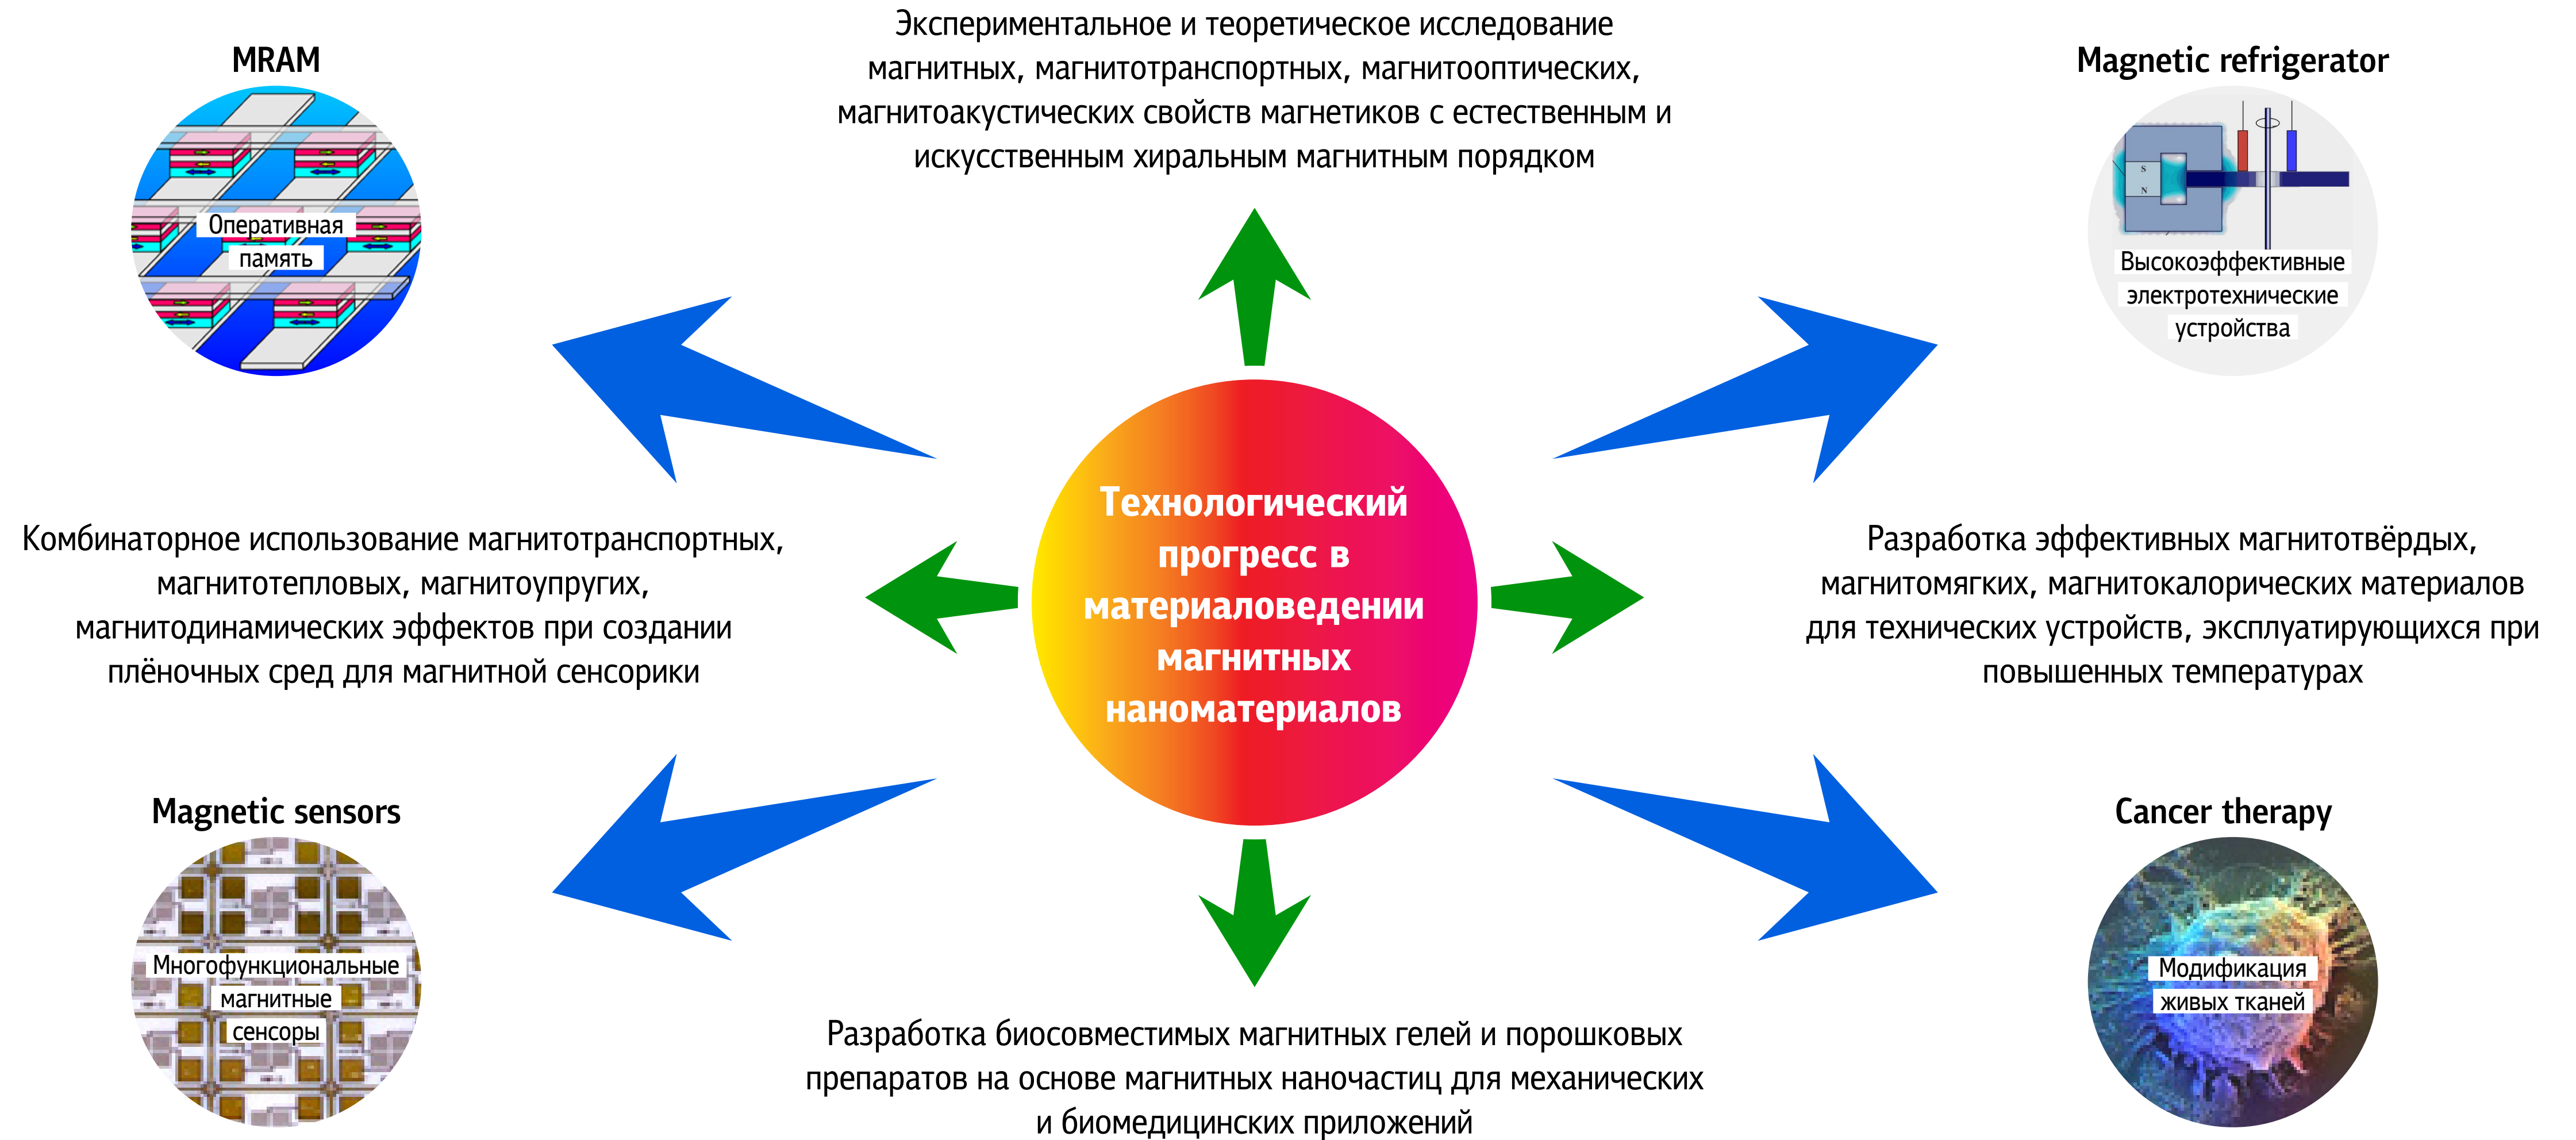 Экспериментальное и теоретическое исследование
магнитных, магнитотранспортных, магнитооптических,
магнитоакустических свойств магнетиков с естественным и
искусственным хиральным магнитным порядком
MRAM
Оперативная
память
Magnetic refrigerator
S
N
Высокоэффективные
электротехнические
устройства
Комбинаторное использование магнитотранспортных,
магнитотепловых, магнитоупругих,
магнитодинамических эффектов при создании
плёночных сред для магнитной сенсорики
Технологический
прогресс в
материаловедении
магнитных
наноматериалов
Разработка эффективных магнитотвёрдых,
магнитомягких, магнитокалорических материалов
для технических устройств, эксплуатирующихся при
повышенных температурах
Magnetic sensors
Многофункциональные
магнитные
сенсоры
Cancer therapy
Модификация
живых тканей
Разработка биосовместимых магнитных гелей и порошковых
препаратов на основе магнитных наночастиц для механических
и биомедицинских приложений